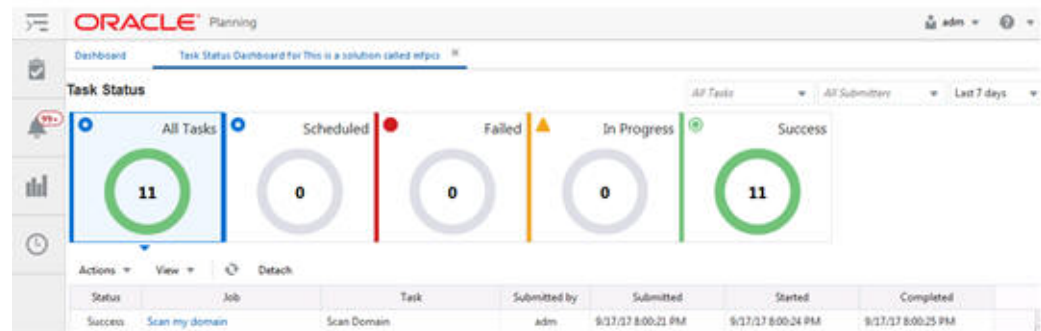 ORACLE Planning adm
Dashboard Task Status Dashboard for This is a solution called mfpcs
Task Status All Tasks All Submitters Last 7 days
99+
All Tasks Scheduled Failed In Progress Success
11 0 0 0 11
Actions View Detach
Status Job Task Submitted by Submitted Started Completed
Success Scan my domain Scan Domain adm 9/17/17 8:00:21 PM 9/17/17 8:00:24 PM 9/17/17 8:00:25 PM